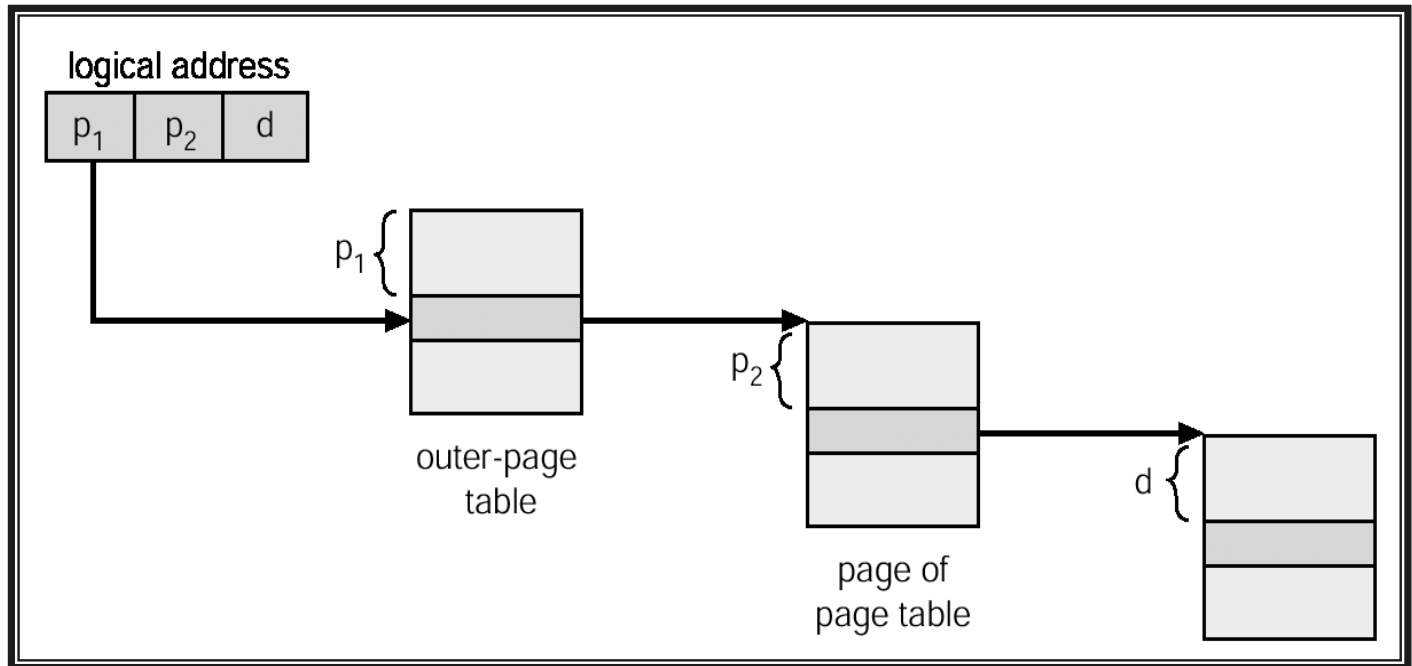 logical address
p₁ p₂ d
p₁
outer-page
table
p₂
page of
page table
d